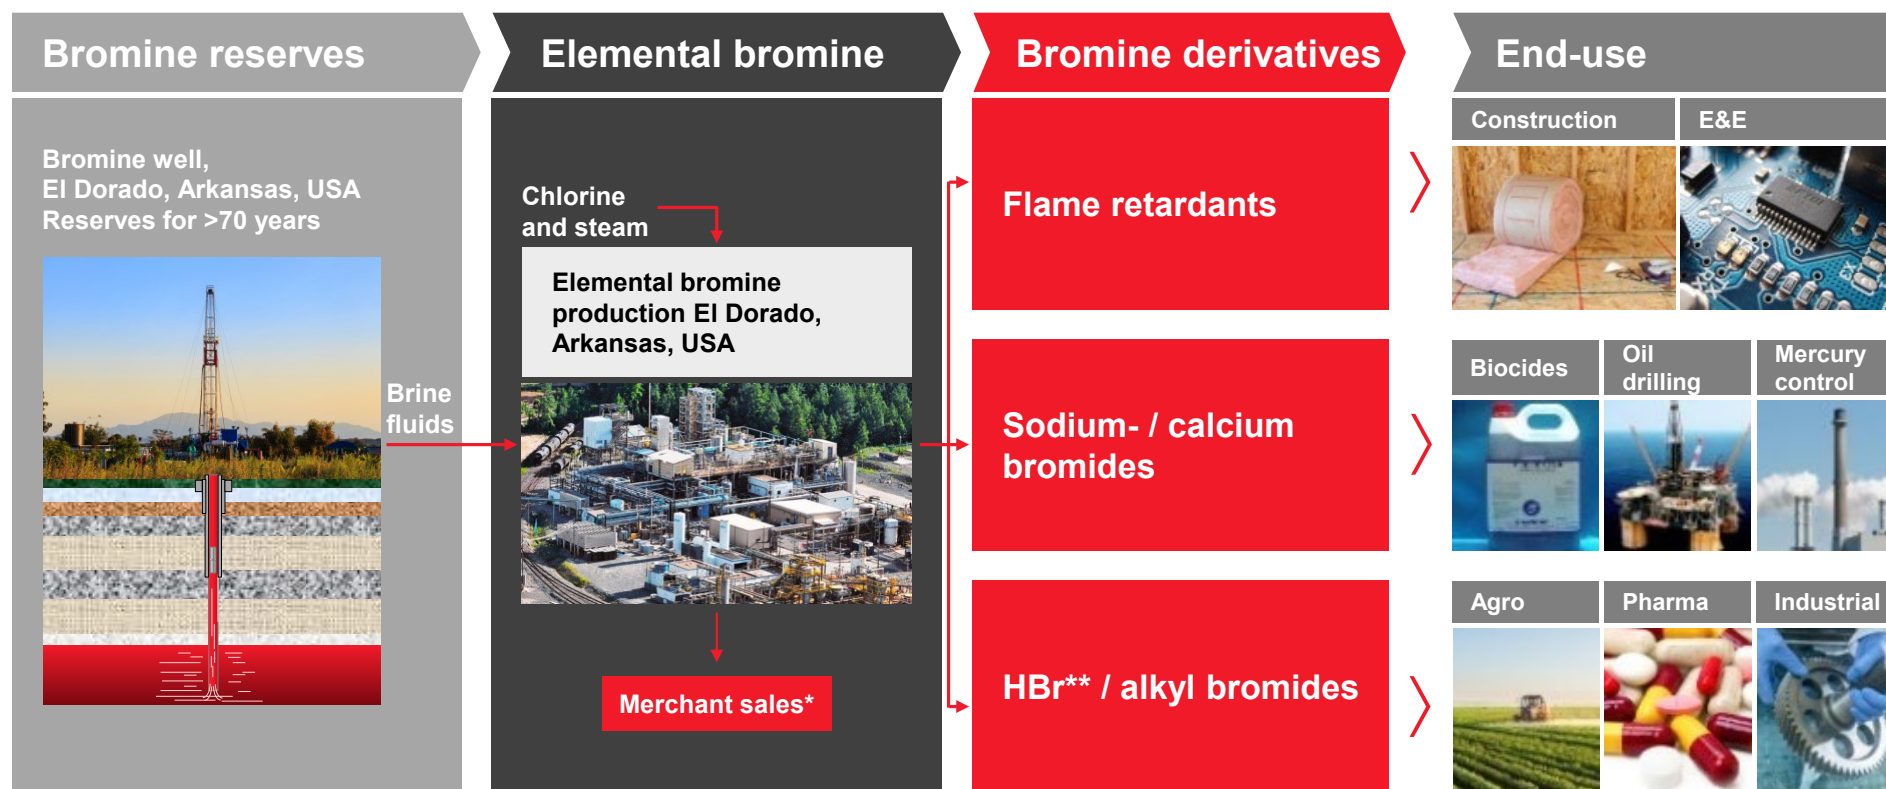 Bromine reserves
Elemental bromine
Bromine derivatives
End-use
Bromine well,
El Dorado, Arkansas, USA
Reserves for >70 years
Brine
fluids
Chlorine
and steam
Elemental bromine
production El Dorado,
Arkansas, USA
Merchant sales*
Flame retardants
Sodium- / calcium
bromides
HBr** / alkyl bromides
Construction
E&E
Biocides
Oil
drilling
Mercury
control
Agro
Pharma
Industrial